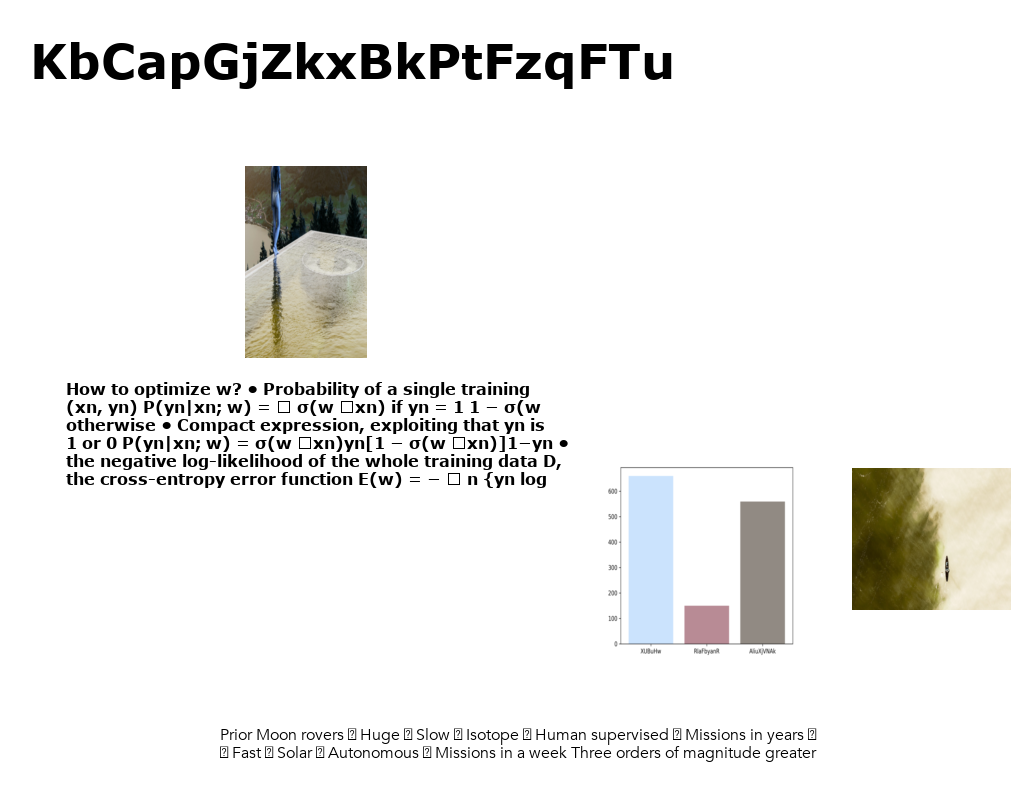 KbCapGjZkxBkPtFzqFTu
How to optimize w? • Probability of a single training
(xn, yn) P(yn|xn; w) = □ σ(w □xn) if yn = 1 1 − σ(w
otherwise • Compact expression, exploiting that yn is
1 or 0 P(yn|xn; w) = σ(w □xn)yn[1 − σ(w □xn)]1−yn •
the negative log-likelihood of the whole training data D,
the cross-entropy error function E(w) = − □ n {yn log
600
500
400
300
200
100
0
XU8uHw RlaFbyanR AliuXjVNAk
Prior Moon rovers ⍰ Huge ⍰ Slow ⍰ Isotope ⍰ Human supervised ⍰ Missions in years ⍰
⍰ Fast ⍰ Solar ⍰ Autonomous ⍰ Missions in a week Three orders of magnitude greater